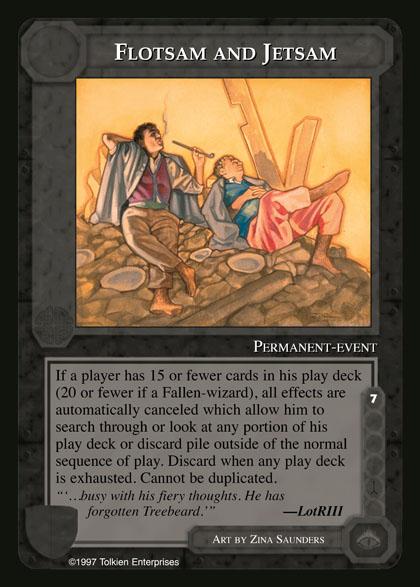 Flotsam and Jetsam
Permanent-event
If a player has 15 or fewer cards in his play deck
(20 or fewer if a Fallen-wizard), all effects are
automatically canceled which allow him to
search through or look at any portion of his
play deck or discard pile outside of the normal
sequence of play. Discard when any play deck
is exhausted. Cannot be duplicated.
7
“‘…busy with his fiery thoughts. He has
forgotten Treebeard.’” —LotRIII
Art by Zina Saunders
©1997 Tolkien Enterprises